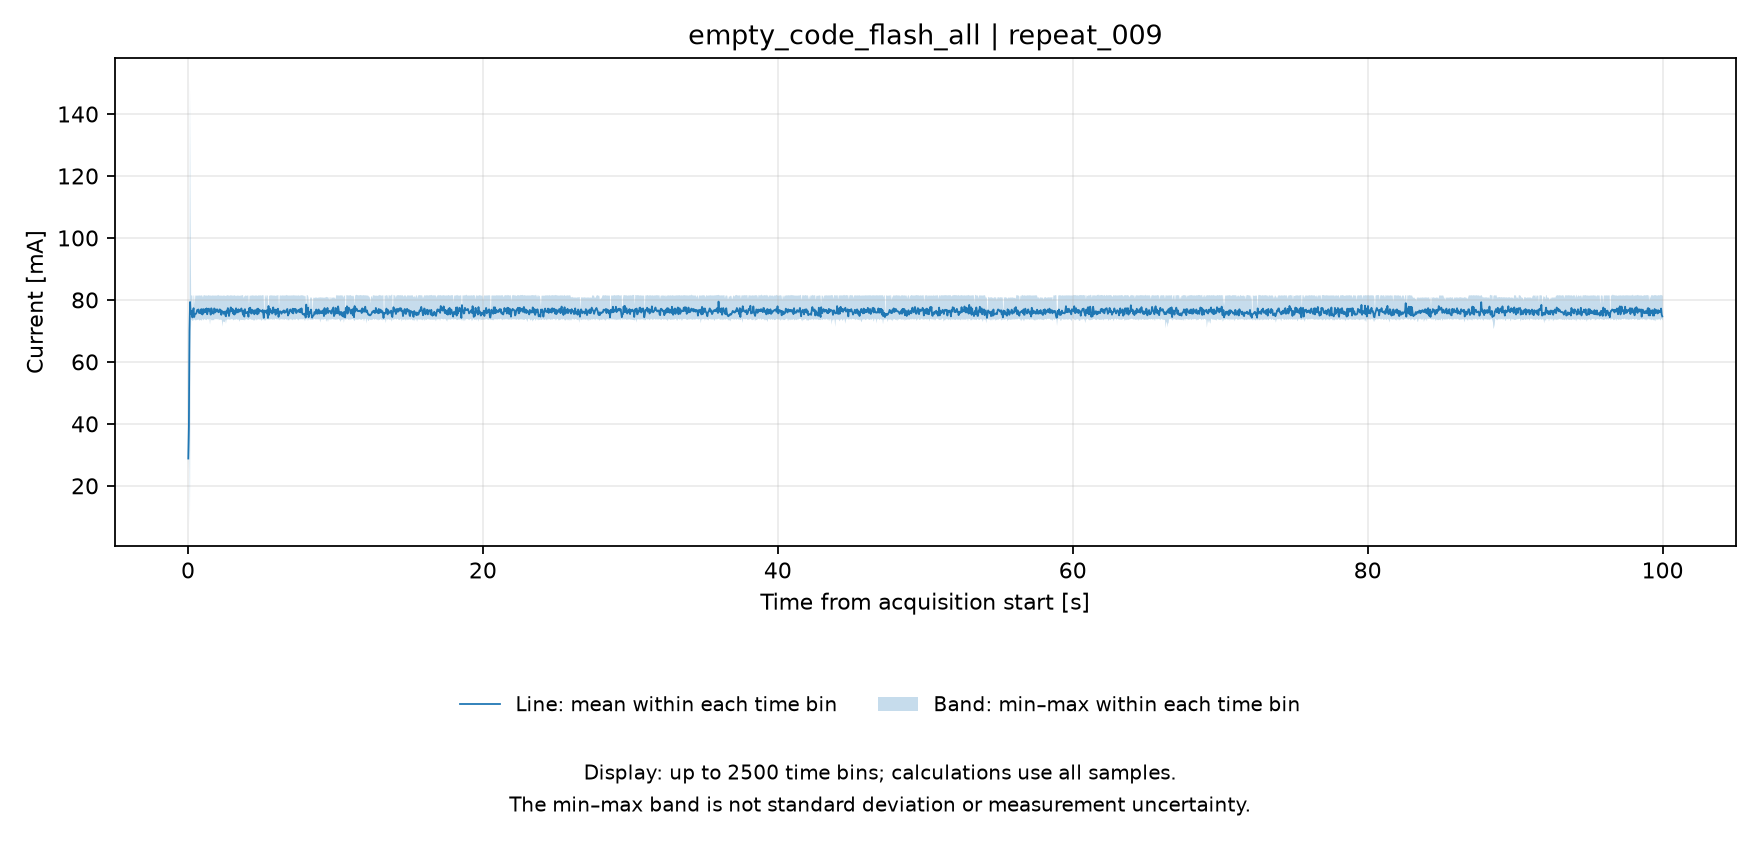 empty_code_flash_all | repeat_009
Current [mA]
140
120
100
80
60
40
20
0 20 40 60 80 100
Time from acquisition start [s]
Line: mean within each time bin Band: min–max within each time bin
Display: up to 2500 time bins; calculations use all samples.
The min–max band is not standard deviation or measurement uncertainty.